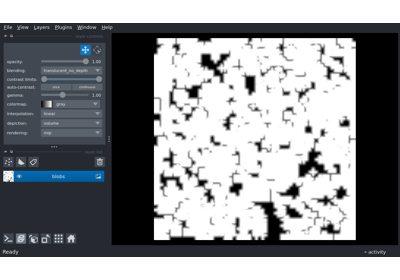 File View Layers Plugins Window Help
opacity: 1.00
blending: translucent_no_depth
contrast limits:
auto-contrast: once continuous
gamma: 1.00
colormap: gray
interpolation: linear
depiction: volume
rendering: mip
blobs
Ready
activity